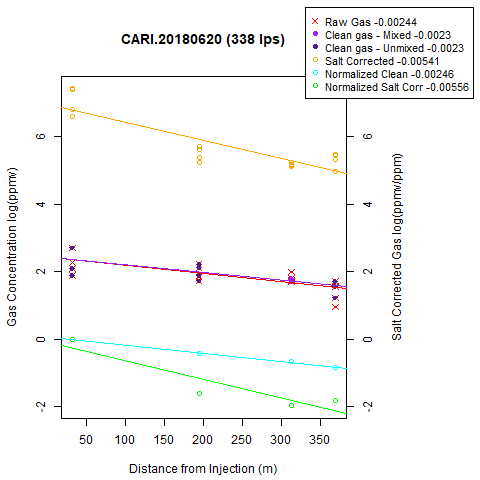 CARI.20180620 (338 lps)
Raw Gas -0.00244
Clean gas - Mixed -0.0023
Clean gas - Unmixed -0.0023
Salt Corrected -0.00541
Normalized Clean -0.00246
Normalized Salt Corr -0.00556
Gas Concentration log(ppmv)
6
4
2
0
-2
6
4
2
0
-2
Salt Corrected Gas log(ppmv/ppm)
50 100 150 200 250 300 350
Distance from Injection (m)